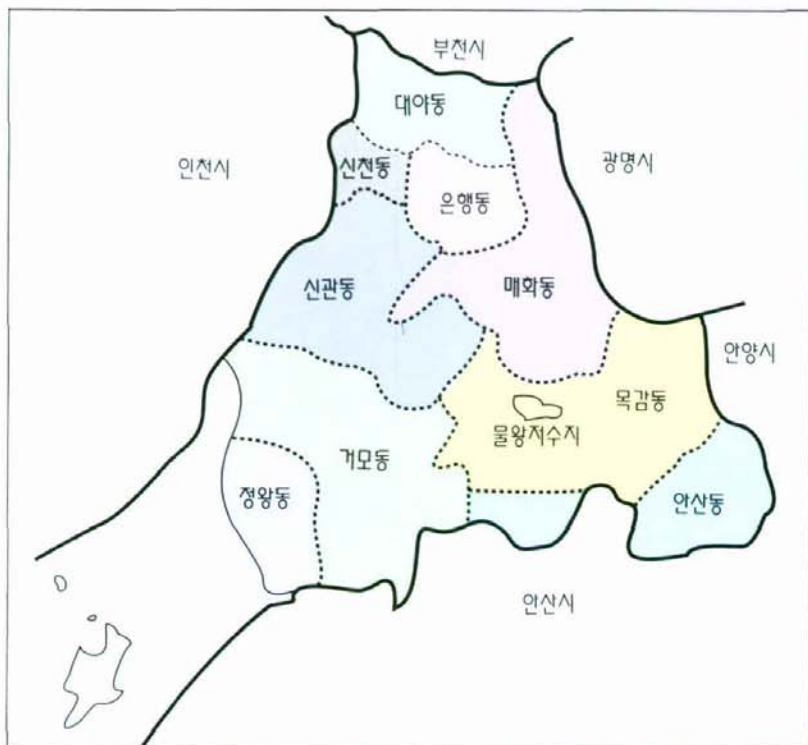 부천시
대야동
인천시
신천동
광명시
은행동
신관동
매화동
안양시
목감동
물왕저수지
거모동
정왕동
안산동
안산시